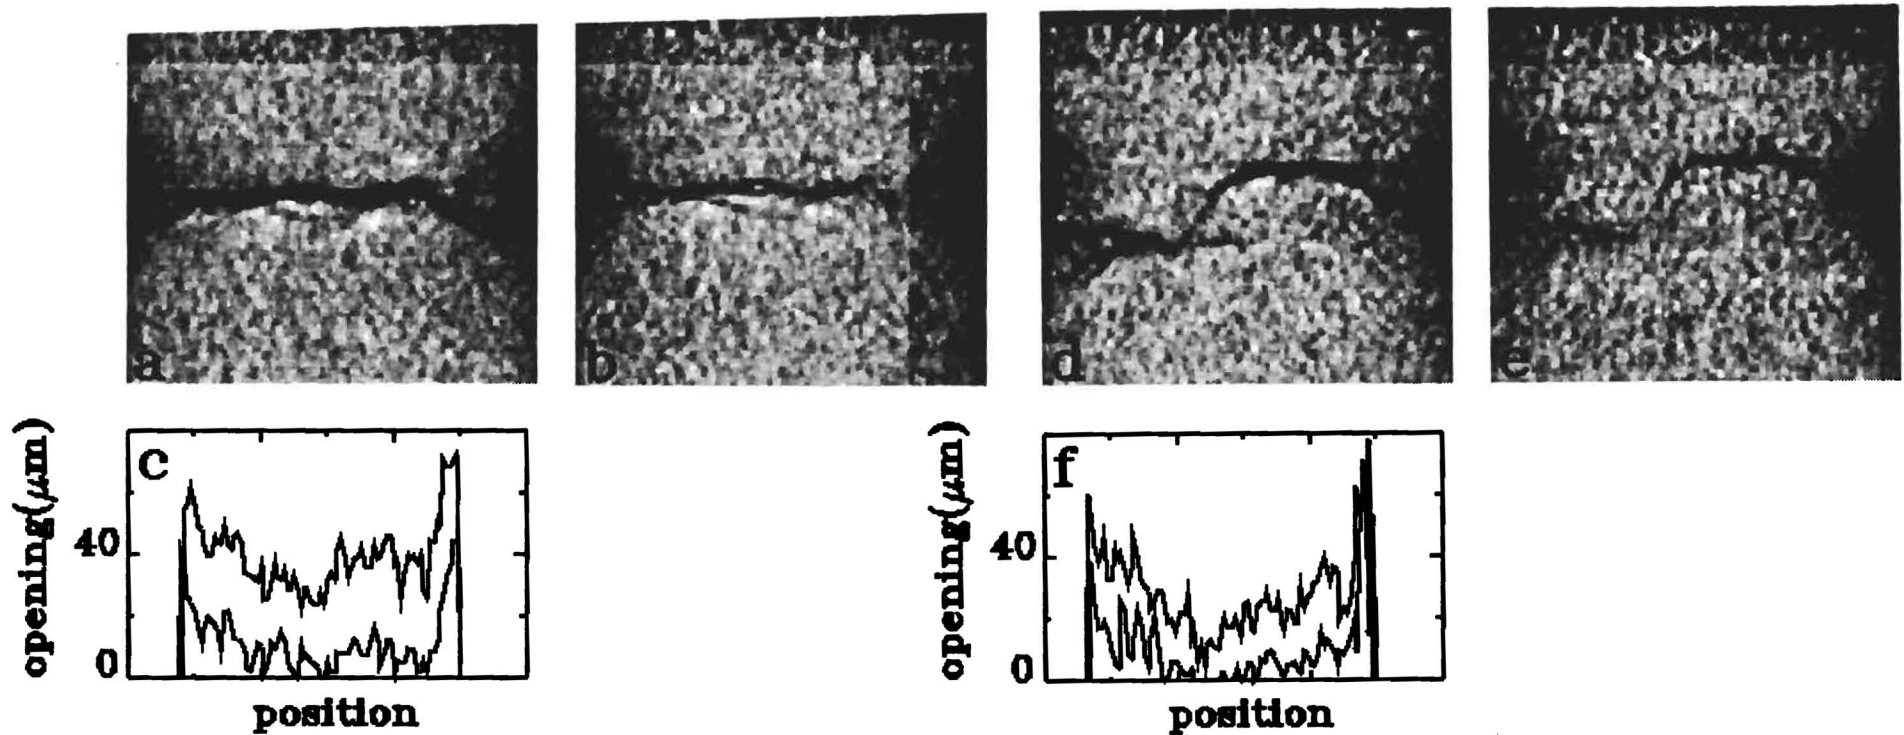 a
b
d
e
c
opening(μm)
40
0
position
f
opening(μm)
40
0
position